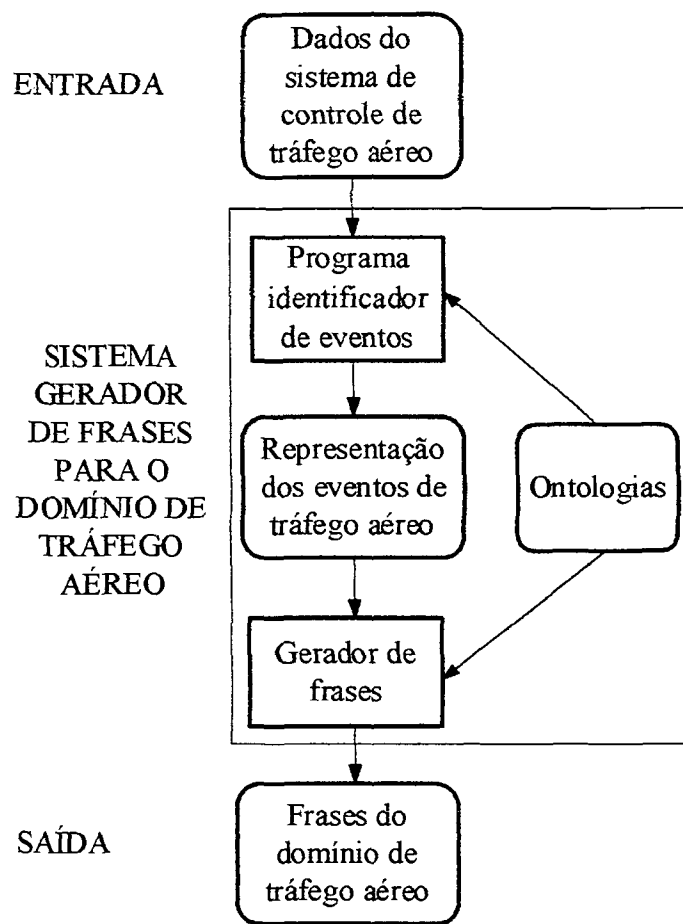 ENTRADA
Dados do
sistema de
controle de
tráfego aéreo
Programa
identificador
de eventos
SISTEMA
GERADOR
DE FRASES
PARA O
DOMÍNIO DE
TRÁFEGO
AÉREO
Representação
dos eventos de
tráfego aéreo
Ontologias
Gerador de
frases
SAÍDA
Frases do
domínio de
tráfego aéreo